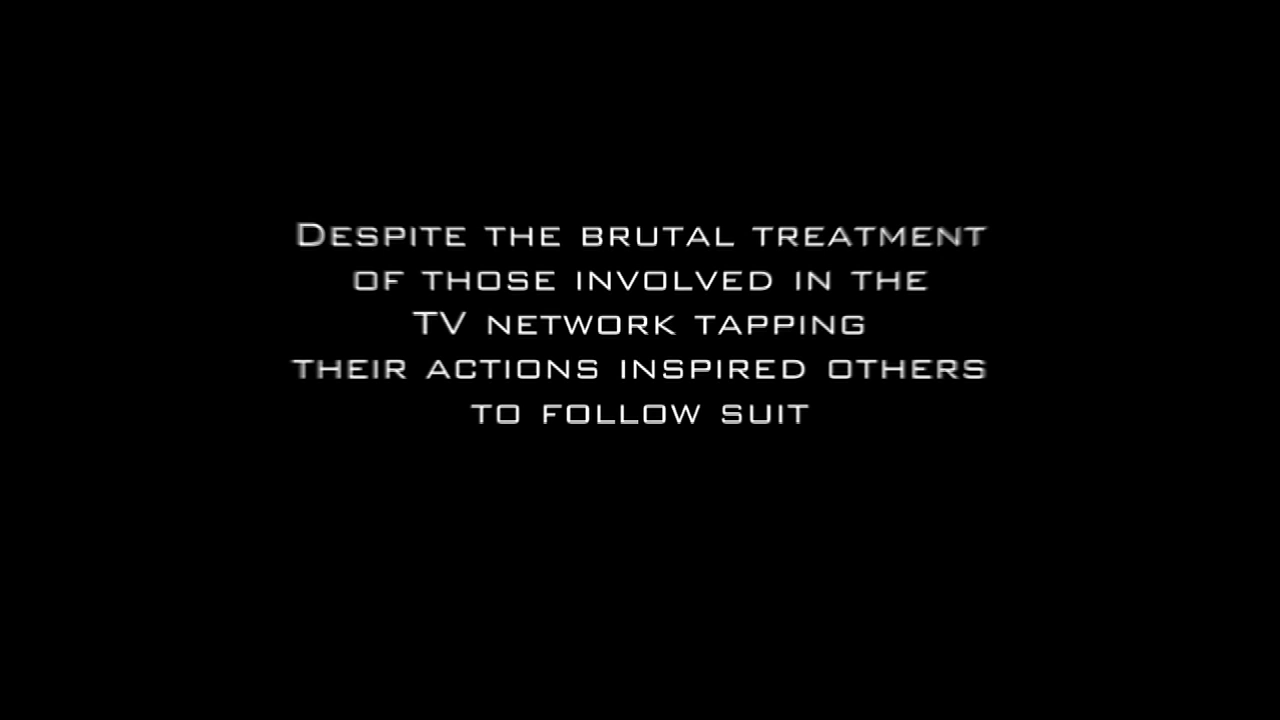 Despite the brutal treatment
of those involved in the
TV network tapping
their actions inspired others
to follow suit